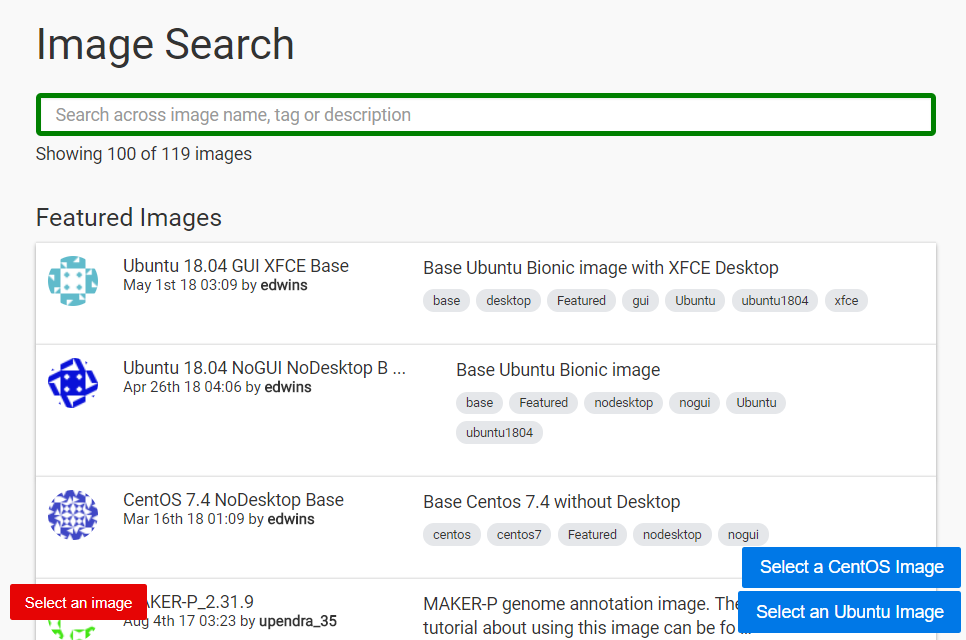 Image Search
Search across image name, tag or description
Showing 100 of 119 images
Featured Images
Ubuntu 18.04 GUI XFCE Base
May 1st 18 03:09 by edwins
Base Ubuntu Bionic image with XFCE Desktop
base desktop Featured gui Ubuntu ubuntu1804 xfce
Ubuntu 18.04 NoGUI NoDesktop B ...
Apr 26th 18 04:06 by edwins
Base Ubuntu Bionic image
base Featured nodesktop nogui Ubuntu
ubuntu1804
CentOS 7.4 NoDesktop Base
Mar 16th 18 01:09 by edwins
Base Centos 7.4 without Desktop
centos centos7 Featured nodesktop nogui
Select a CentOS Image
Select an image
AKER-P_2.31.9
Aug 4th 17 03:23 by upendra_35
MAKER-P genome annotation image. The
tutorial about using this image can be fo
Select an Ubuntu Image